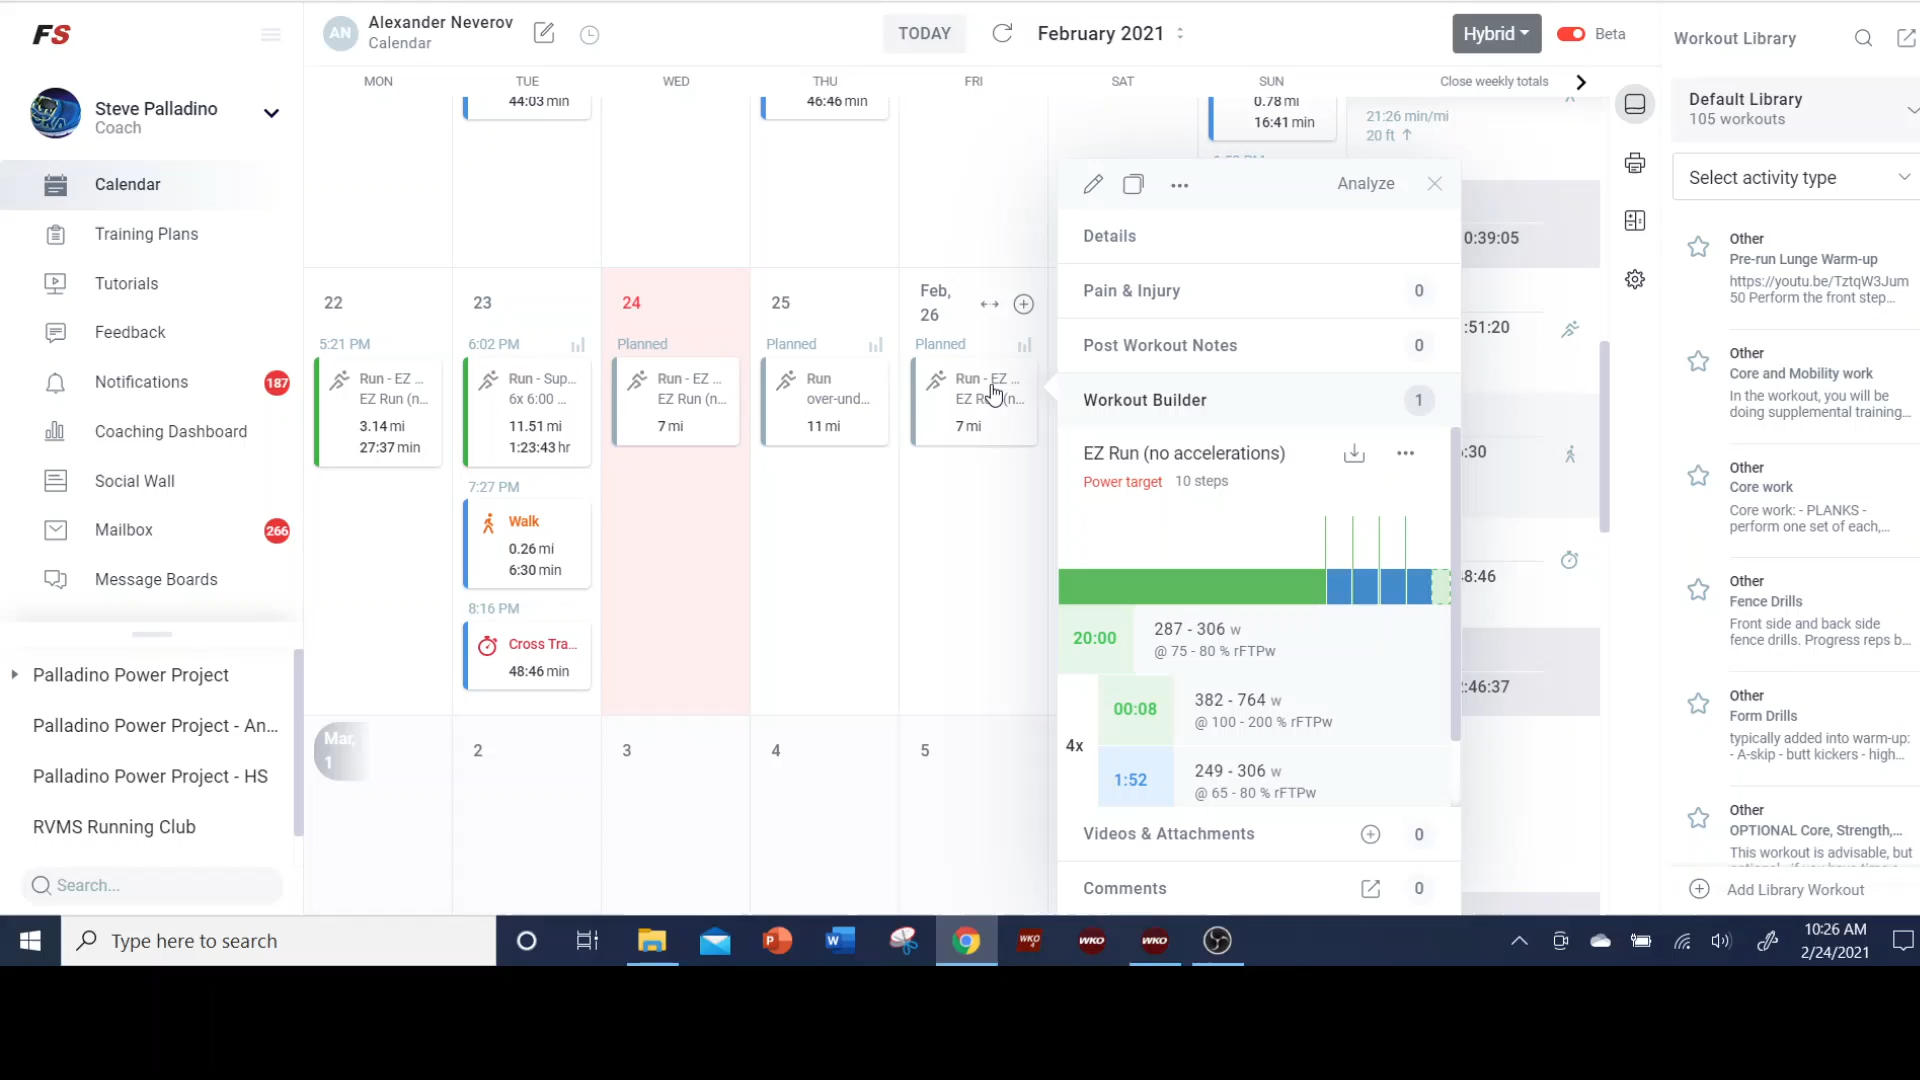 FS
AN
Alexander Neverov
Calendar
TODAY
February 2021
Hybrid
Beta
Workout Library
MON
TUE
WED
THU
FRI
SAT
SUN
Close weekly totals
Steve Palladino
Coach
Default Library
105 workouts
44:03 min
46:46 min
0.78 mi
16:41 min
21:26 min/mi
20 ft ↑
Calendar
Training Plans
Tutorials
Feedback
Notifications
187
Coaching Dashboard
Social Wall
Mailbox
266
Message Boards
Palladino Power Project
Palladino Power Project - An...
Palladino Power Project - HS
RVMS Running Club
Search...
22
5:21 PM
Run - EZ ...
EZ Run (n...
3.14 mi
27:37 min
23
6:02 PM
Run - Sup...
6x 6:00 ...
11.51 mi
1:23:43 hr
7:27 PM
Walk
0.26 mi
6:30 min
8:16 PM
Cross Tra...
48:46 min
24
Planned
Run - EZ ...
EZ Run (n...
7 mi
25
Planned
Run
over-und...
11 mi
Feb,
26
Planned
Run - EZ ...
EZ R (n...
7 mi
Mar,
1
2
3
4
5
Analyze
Details
Pain & Injury
0
Post Workout Notes
0
Workout Builder
1
EZ Run (no accelerations)
Power target 10 steps
20:00
287 - 306 w
@ 75 - 80 % rFTPw
4x
00:08
382 - 764 w
@ 100 - 200 % rFTPw
1:52
249 - 306 w
@ 65 - 80 % rFTPw
Videos & Attachments
0
Comments
0
0:39:05
:51:20
:30
8:46
:46:37
Select activity type
Other
Pre-run Lunge Warm-up
https://youtu.be/TztqW3Jum
50 Perform the front step...
Other
Core and Mobility work
In the workout, you will be
doing supplemental training...
Other
Core work
Core work: - PLANKS -
perform one set of each,...
Other
Fence Drills
Front side and back side
fence drills. Progress reps b...
Other
Form Drills
typically added into warm-up:
- A-skip - butt kickers - high...
Other
OPTIONAL Core, Strength,...
This workout is advisable, but
Add Library Workout
Type here to search
WKO
4
WKO
WKO
10:26 AM
2/24/2021